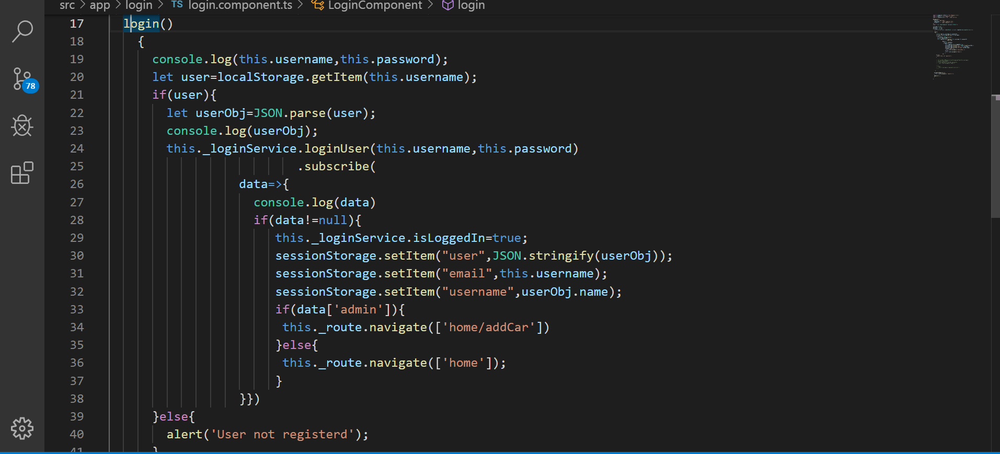 src > app > login > TS login.component.ts > LoginComponent > login
17 login()
18 {
19 console.log(this.username,this.password);
20 let user=localStorage.getItem(this.username);
21 if(user){
22 let userObj=JSON.parse(user);
23 console.log(userObj);
24 this._loginService.loginUser(this.username,this.password)
25 .subscribe(
26 data=>{
27 console.log(data)
28 if(data!=null){
29 this._loginService.isLoggedIn=true;
30 sessionStorage.setItem("user",JSON.stringify(userObj));
31 sessionStorage.setItem("email",this.username);
32 sessionStorage.setItem("username",userObj.name);
33 if(data['admin']){
34 this._route.navigate(['home/addCar'])
35 }else{
36 this._route.navigate(['home']);
37 }
38 }})
39 }else{
40 alert('User not registerd');
41 }
78